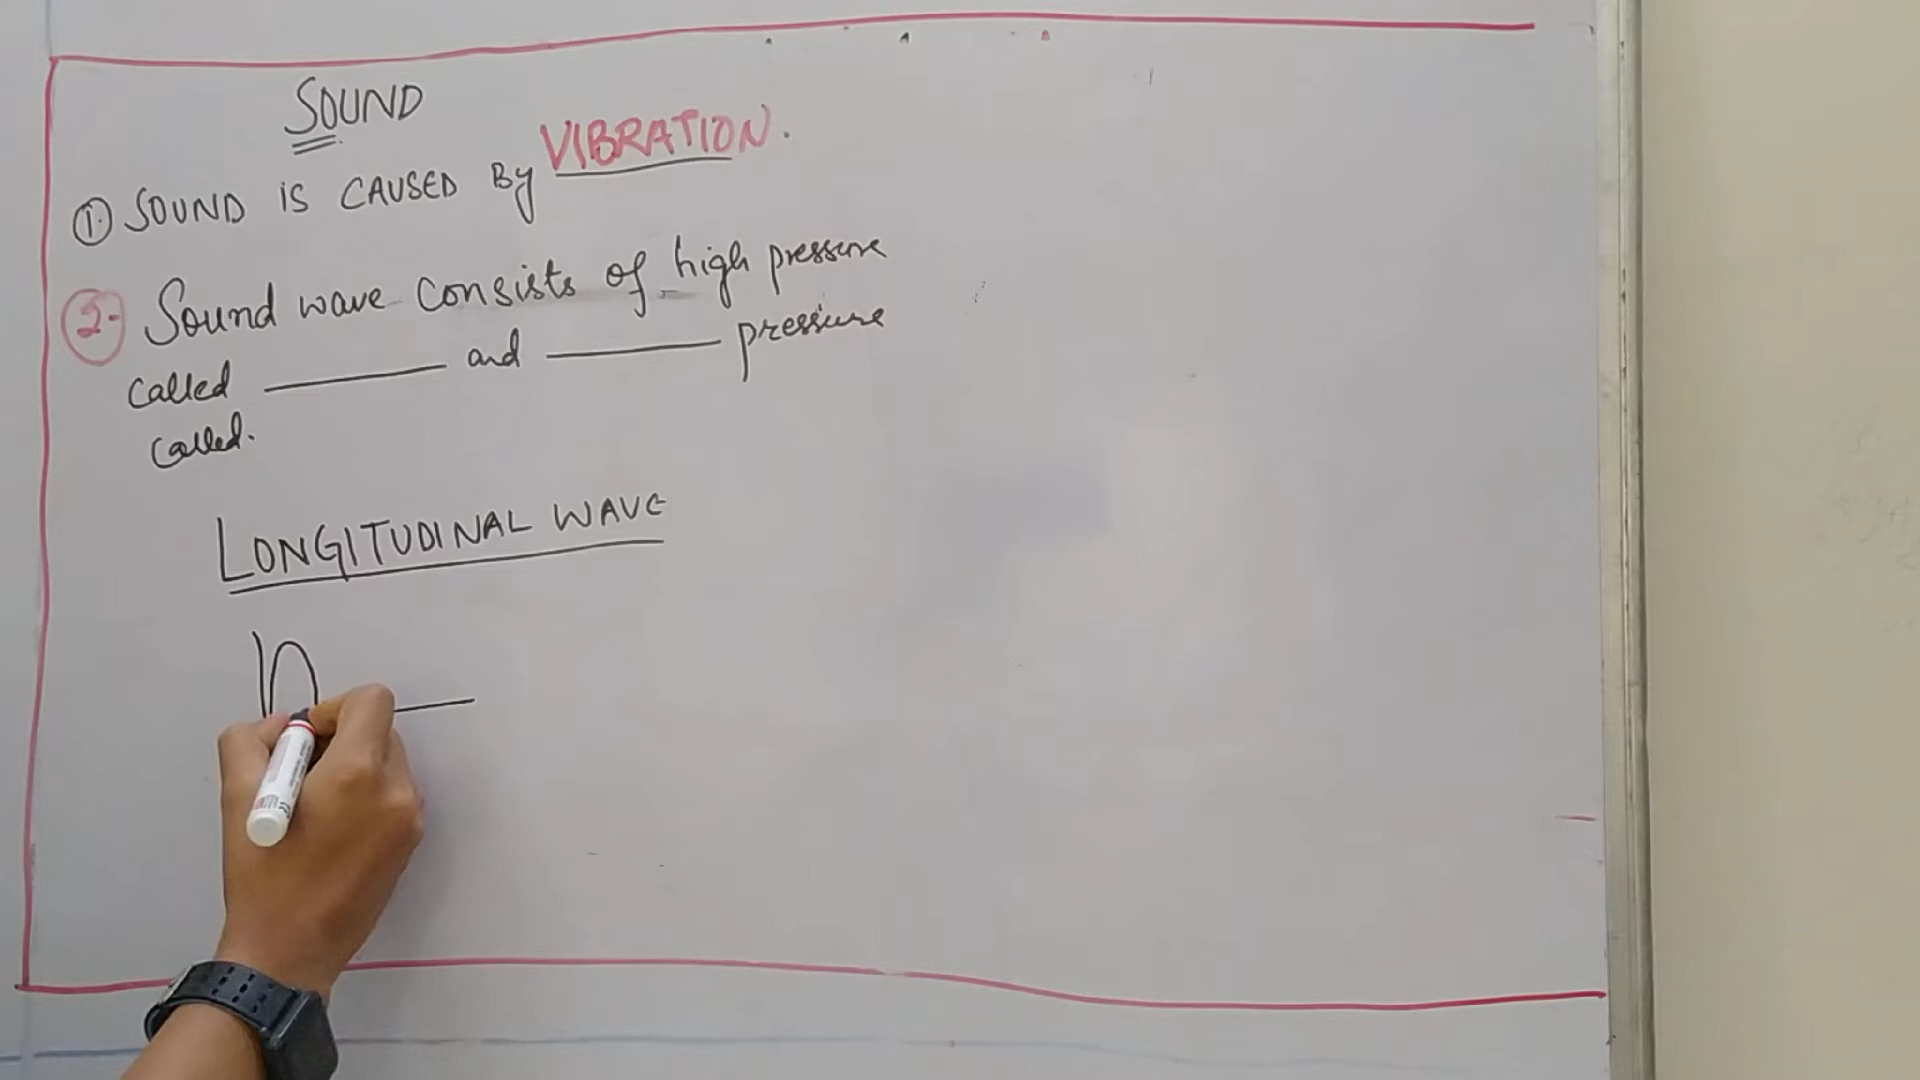 SOUND
1. SOUND IS CAUSED BY VIBRATION.
2. Sound wave consists of high pressure
called ______ and ______ pressure
called.
LONGITUDINAL WAVE